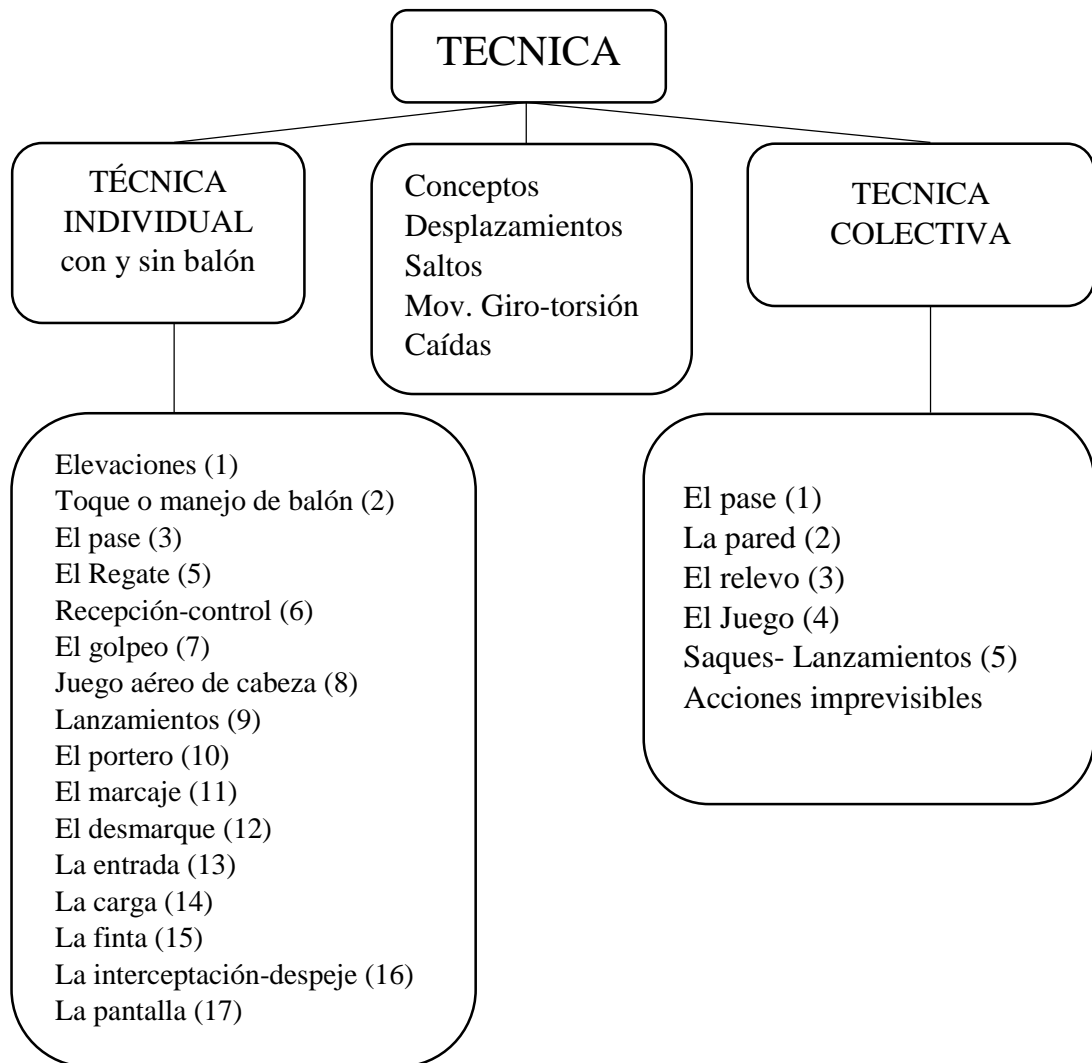 TECNICA
TÉCNICA
INDIVIDUAL
con y sin balón
Conceptos
Desplazamientos
Saltos
Mov. Giro-torsión
Caídas
TECNICA
COLECTIVA
Elevaciones (1)
Toque o manejo de balón (2)
El pase (3)
El Regate (5)
Recepción-control (6)
El golpeo (7)
Juego aéreo de cabeza (8)
Lanzamientos (9)
El portero (10)
El marcaje (11)
El desmarque (12)
La entrada (13)
La carga (14)
La finta (15)
La interceptación-despeje (16)
La pantalla (17)
El pase (1)
La pared (2)
El relevo (3)
El Juego (4)
Saques- Lanzamientos (5)
Acciones imprevisibles